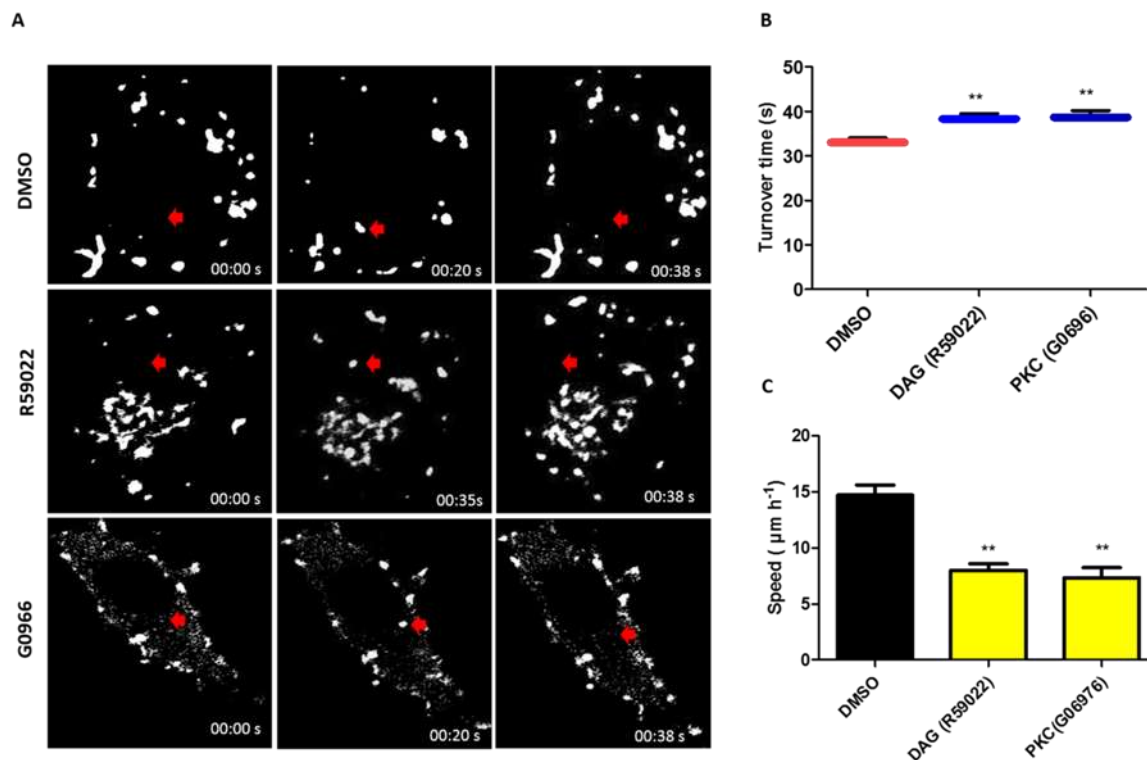 A
DMSO
00:00 s
00:20 s
00:38 s
R59022
00:00 s
00:35s
00:38 s
G0966
00:00 s
00:20 s
00:38 s
B
Turnover time (s)
50
40
30
20
10
0
**
**
DMSO
DAG (R59022)
PKC (G0696)
C
Speed ( µm h⁻¹)
20
15
10
5
0
**
**
DMSO
DAG (R59022)
PKC(G06976)